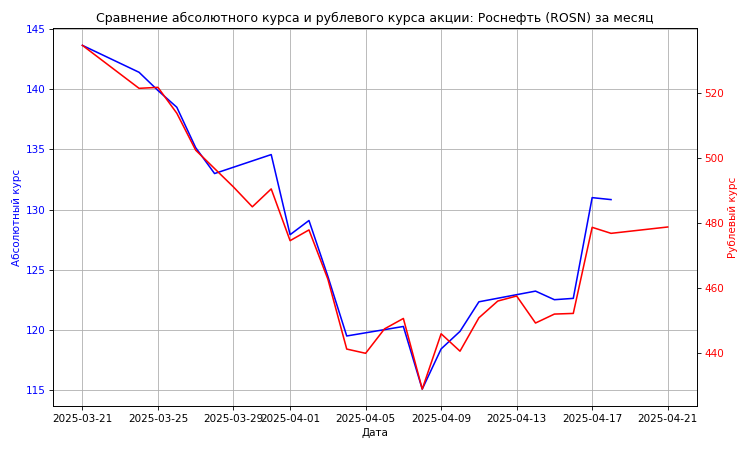 Сравнение абсолютного курса и рублевого курса акции: Роснефть (ROSN) за месяц
145
140
135
130
125
120
115
Абсолютный курс
520
500
480
460
440
Рублевый курс
2025-03-21 2025-03-25 2025-03-29 2025-04-01 2025-04-05 2025-04-09 2025-04-13 2025-04-17 2025-04-21
Дата